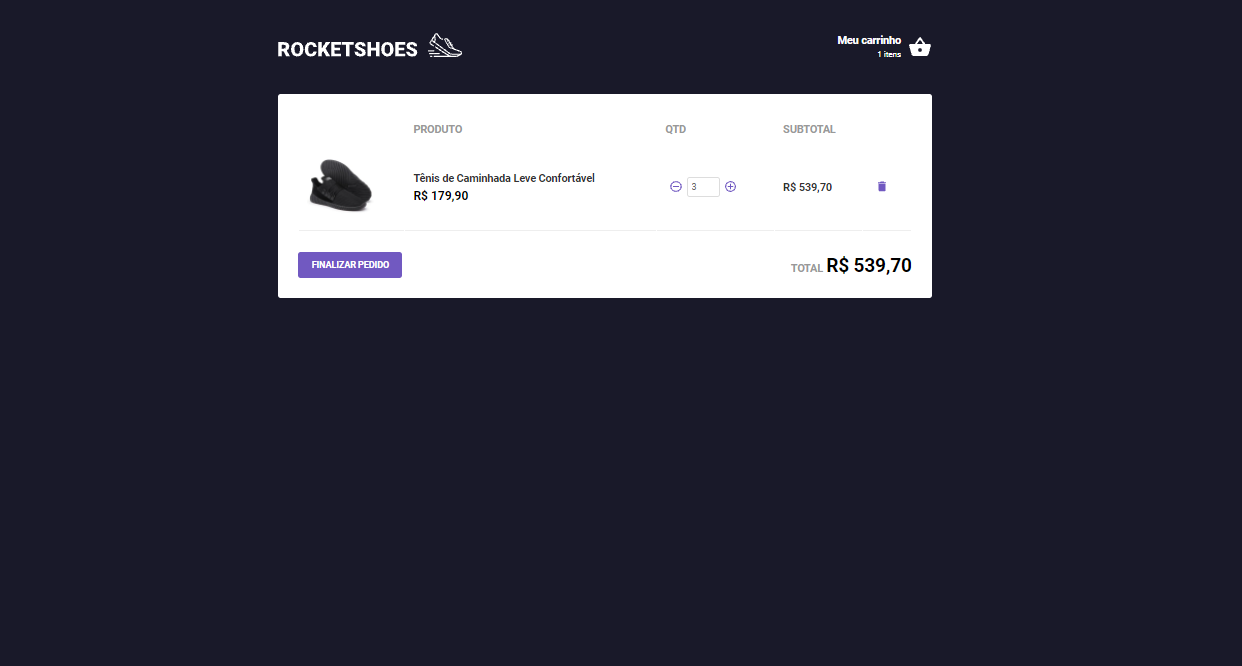 ROCKETSHOES
Meu carrinho
1 itens
PRODUTO QTD SUBTOTAL
Tênis de Caminhada Leve Confortável
R$ 179,90
3
R$ 539,70
FINALIZAR PEDIDO
TOTAL R$ 539,70